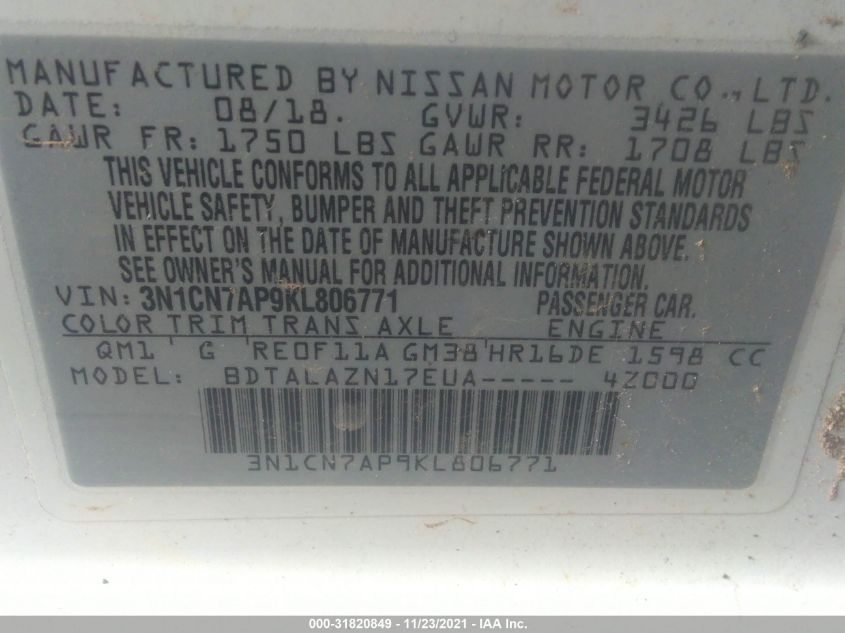 MANUFACTURED BY NISSAN MOTOR CO., LTD.
DATE: 08/18. GVWR: 3426 LBS
GAWR FR: 1750 LBS GAWR RR: 1708 LBS
THIS VEHICLE CONFORMS TO ALL APPLICABLE FEDERAL MOTOR
VEHICLE SAFETY, BUMPER AND THEFT PREVENTION STANDARDS
IN EFFECT ON THE DATE OF MANUFACTURE SHOWN ABOVE.
SEE OWNER'S MANUAL FOR ADDITIONAL INFORMATION.
VIN: 3N1CN7AP9KL806771 PASSENGER CAR.
COLOR TRIM TRANS AXLE ENGINE
QM1 G RE0F11A GM38 HR16DE 1598 CC
MODEL: BDTALAZN17EUA----- 4Z000
3N1CN7AP9KL806771
000-31820849 - 11/23/2021 - IAA Inc.